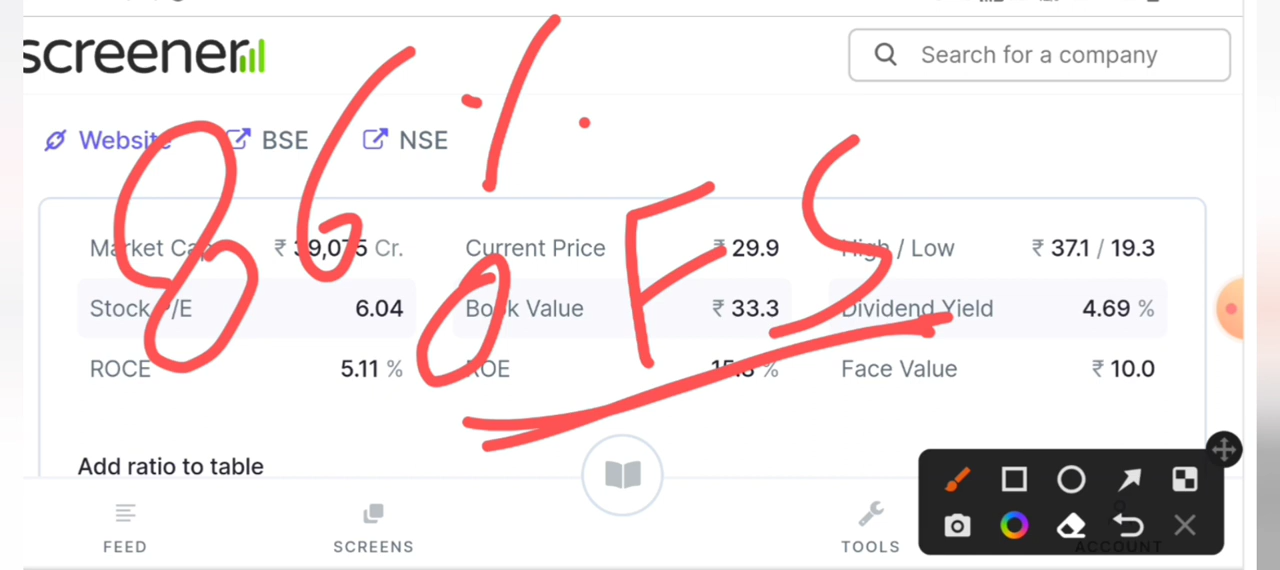 screener
Search for a company
Website BSE NSE
86%
OFS
Market Cap ₹ 39,075 Cr. Current Price ₹ 29.9 High / Low ₹ 37.1 / 19.3
Stock P/E 6.04 Book Value ₹ 33.3 Dividend Yield 4.69 %
ROCE 5.11 % ROE % Face Value ₹ 10.0
Add ratio to table
FEED SCREENS TOOLS ACCOUNT